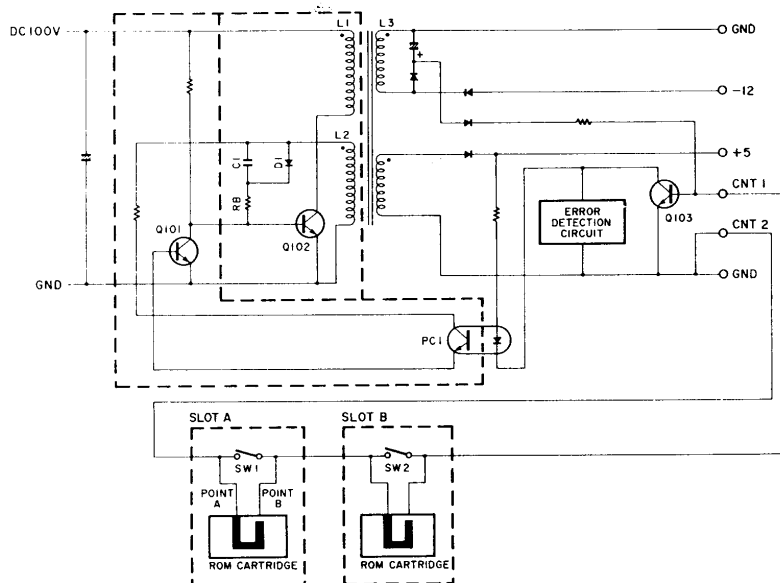 DC100V
L1
L3
GND
-12
+
L2
+5
C1
D1
RB
CNT 1
Q101
Q102
Q103
ERROR
DETECTION
CIRCUIT
CNT 2
GND
GND
PC1
SLOT A
SLOT B
SW1
SW2
POINT
A
POINT
B
ROM CARTRIDGE
ROM CARTRIDGE